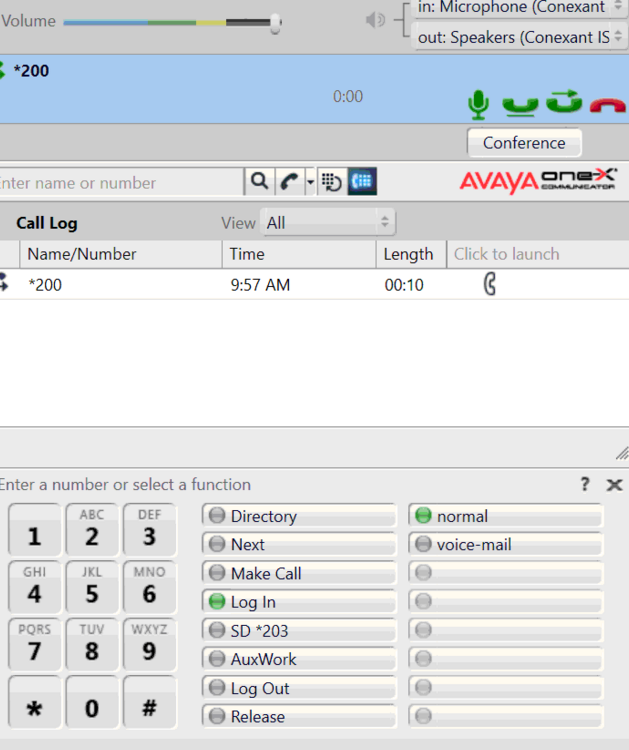 Volume
in: Microphone (Conexant
out: Speakers (Conexant IS
*200
0:00
Conference
Enter name or number
AVAYA one-X COMMUNICATOR
Call Log View All
Name/Number Time Length Click to launch
*200 9:57 AM 00:10
Enter a number or select a function ? X
1 ABC 2 DEF 3
GHI 4 JKL 5 MNO 6
PQRS 7 TUV 8 WXYZ 9
* 0 #
Directory
Next
Make Call
Log In
SD *203
AuxWork
Log Out
Release
normal
voice-mail